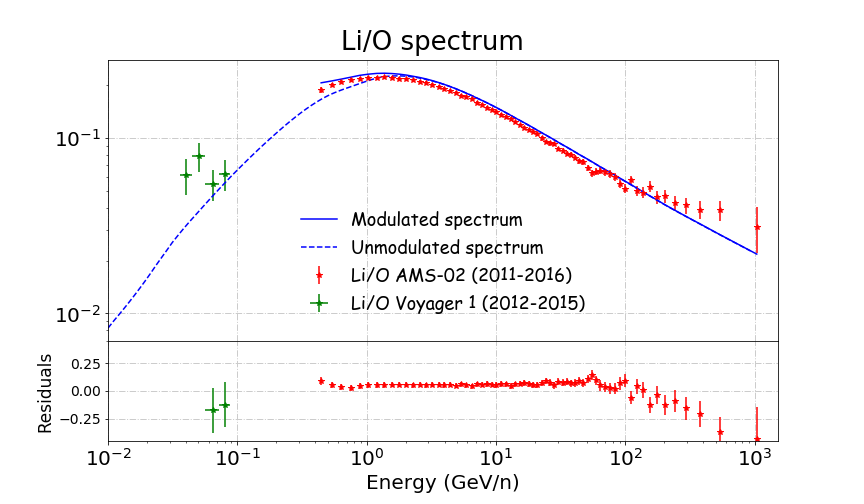 Li/O spectrum
10⁻¹
10⁻²
Modulated spectrum
Unmodulated spectrum
Li/O AMS-02 (2011-2016)
Li/O Voyager 1 (2012-2015)
Residuals
0.25
0.00
−0.25
10⁻² 10⁻¹ 10⁰ 10¹ 10² 10³
Energy (GeV/n)